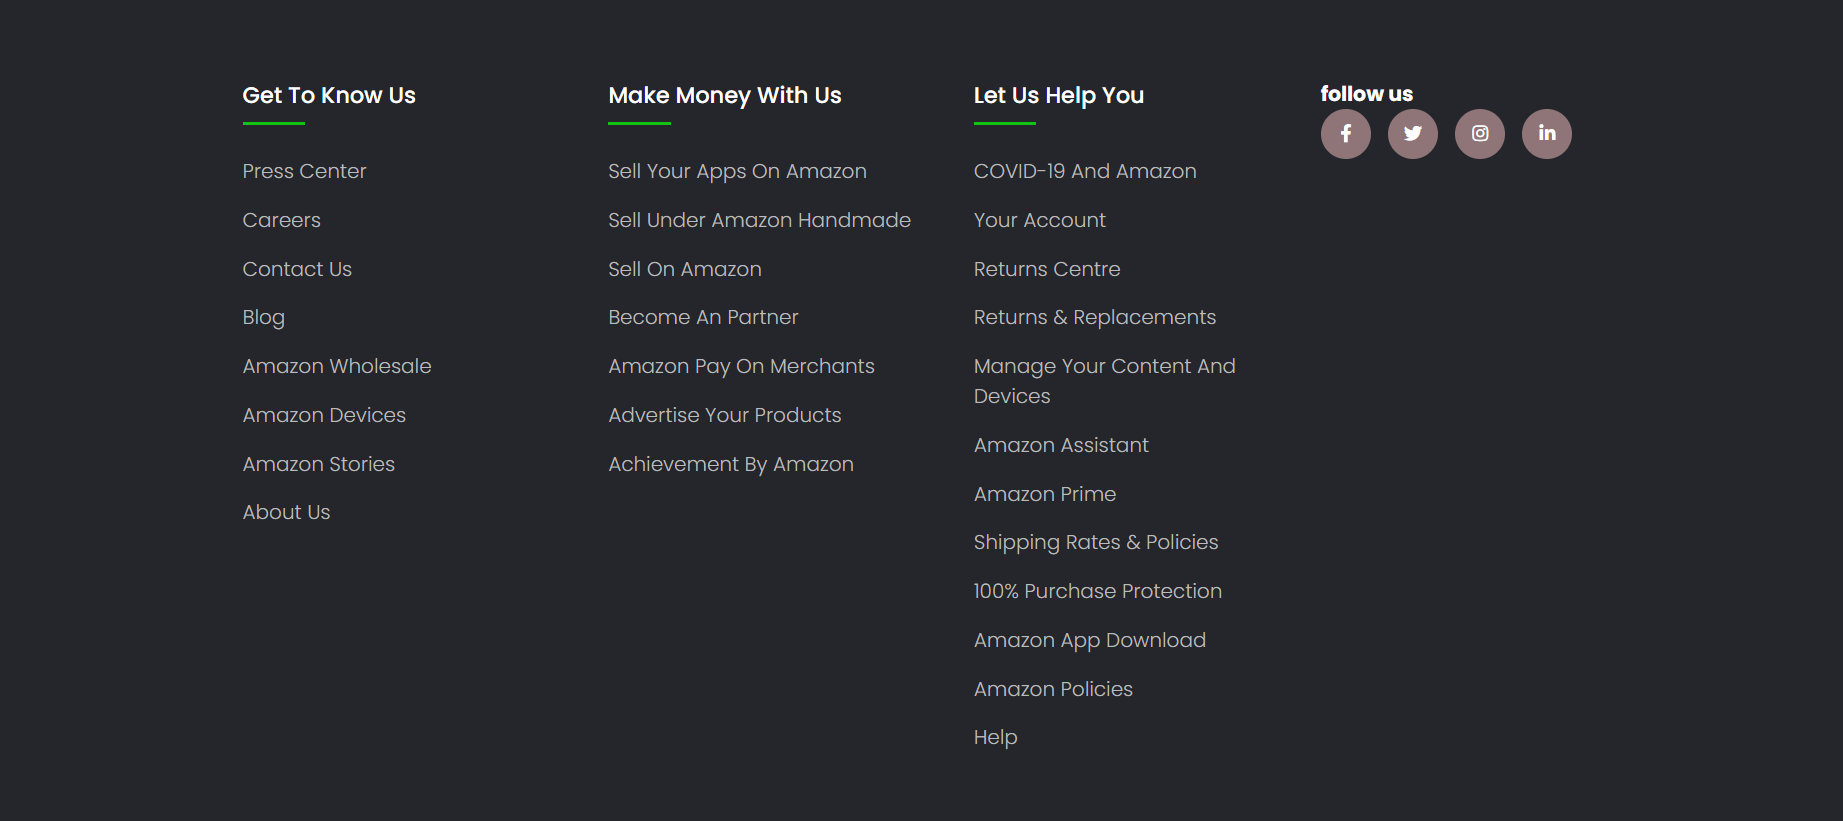 Get To Know Us
Press Center
Careers
Contact Us
Blog
Amazon Wholesale
Amazon Devices
Amazon Stories
About Us
Make Money With Us
Sell Your Apps On Amazon
Sell Under Amazon Handmade
Sell On Amazon
Become An Partner
Amazon Pay On Merchants
Advertise Your Products
Achievement By Amazon
Let Us Help You
COVID-19 And Amazon
Your Account
Returns Centre
Returns & Replacements
Manage Your Content And
Devices
Amazon Assistant
Amazon Prime
Shipping Rates & Policies
100% Purchase Protection
Amazon App Download
Amazon Policies
Help
follow us